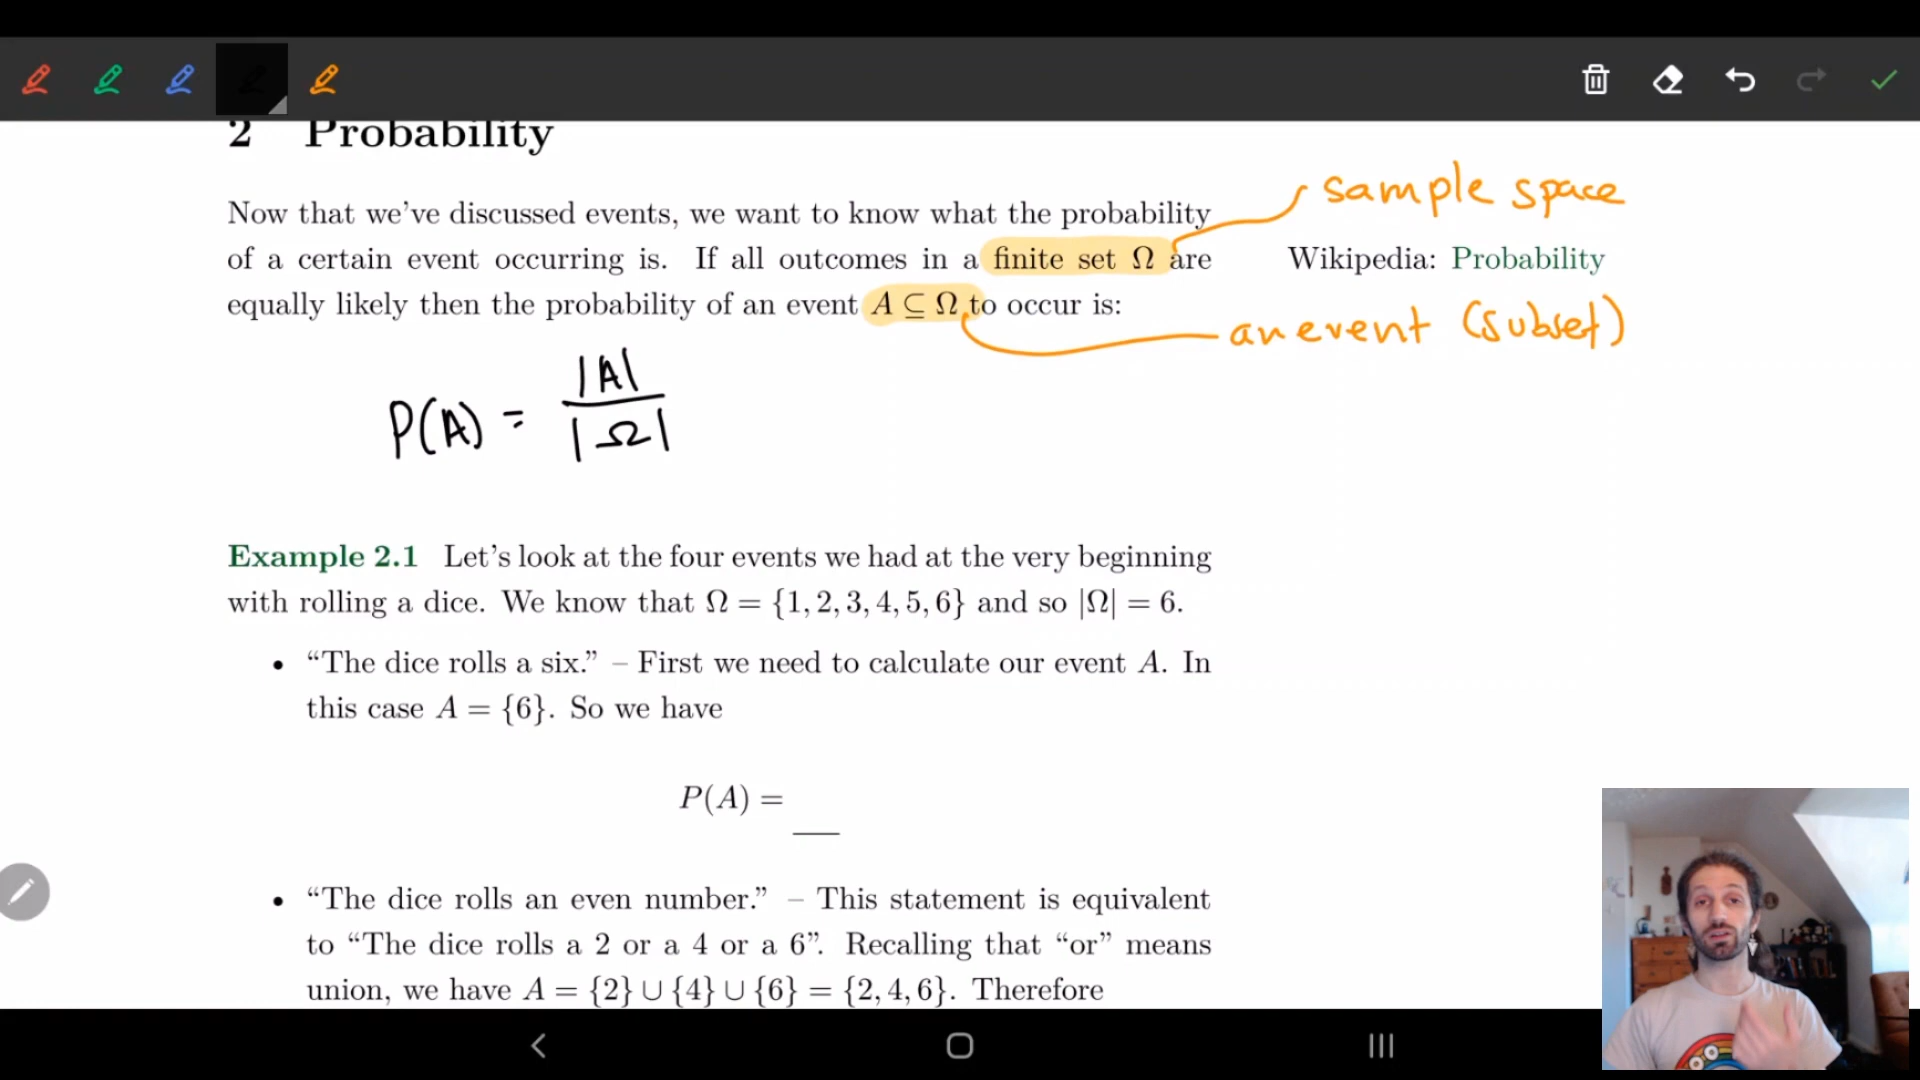 2 Probability
sample space
Now that we've discussed events, we want to know what the probability
of a certain event occurring is. If all outcomes in a finite set Ω are
Wikipedia: Probability
equally likely then the probability of an event A ⊆ Ω to occur is:
an event (subset)
P(A) = |A| / |Ω|
Example 2.1 Let's look at the four events we had at the very beginning
with rolling a dice. We know that Ω = {1, 2, 3, 4, 5, 6} and so |Ω| = 6.
• “The dice rolls a six.” – First we need to calculate our event A. In
this case A = {6}. So we have
P(A) =
• “The dice rolls an even number.” – This statement is equivalent
to “The dice rolls a 2 or a 4 or a 6”. Recalling that “or” means
union, we have A = {2} ∪ {4} ∪ {6} = {2, 4, 6}. Therefore